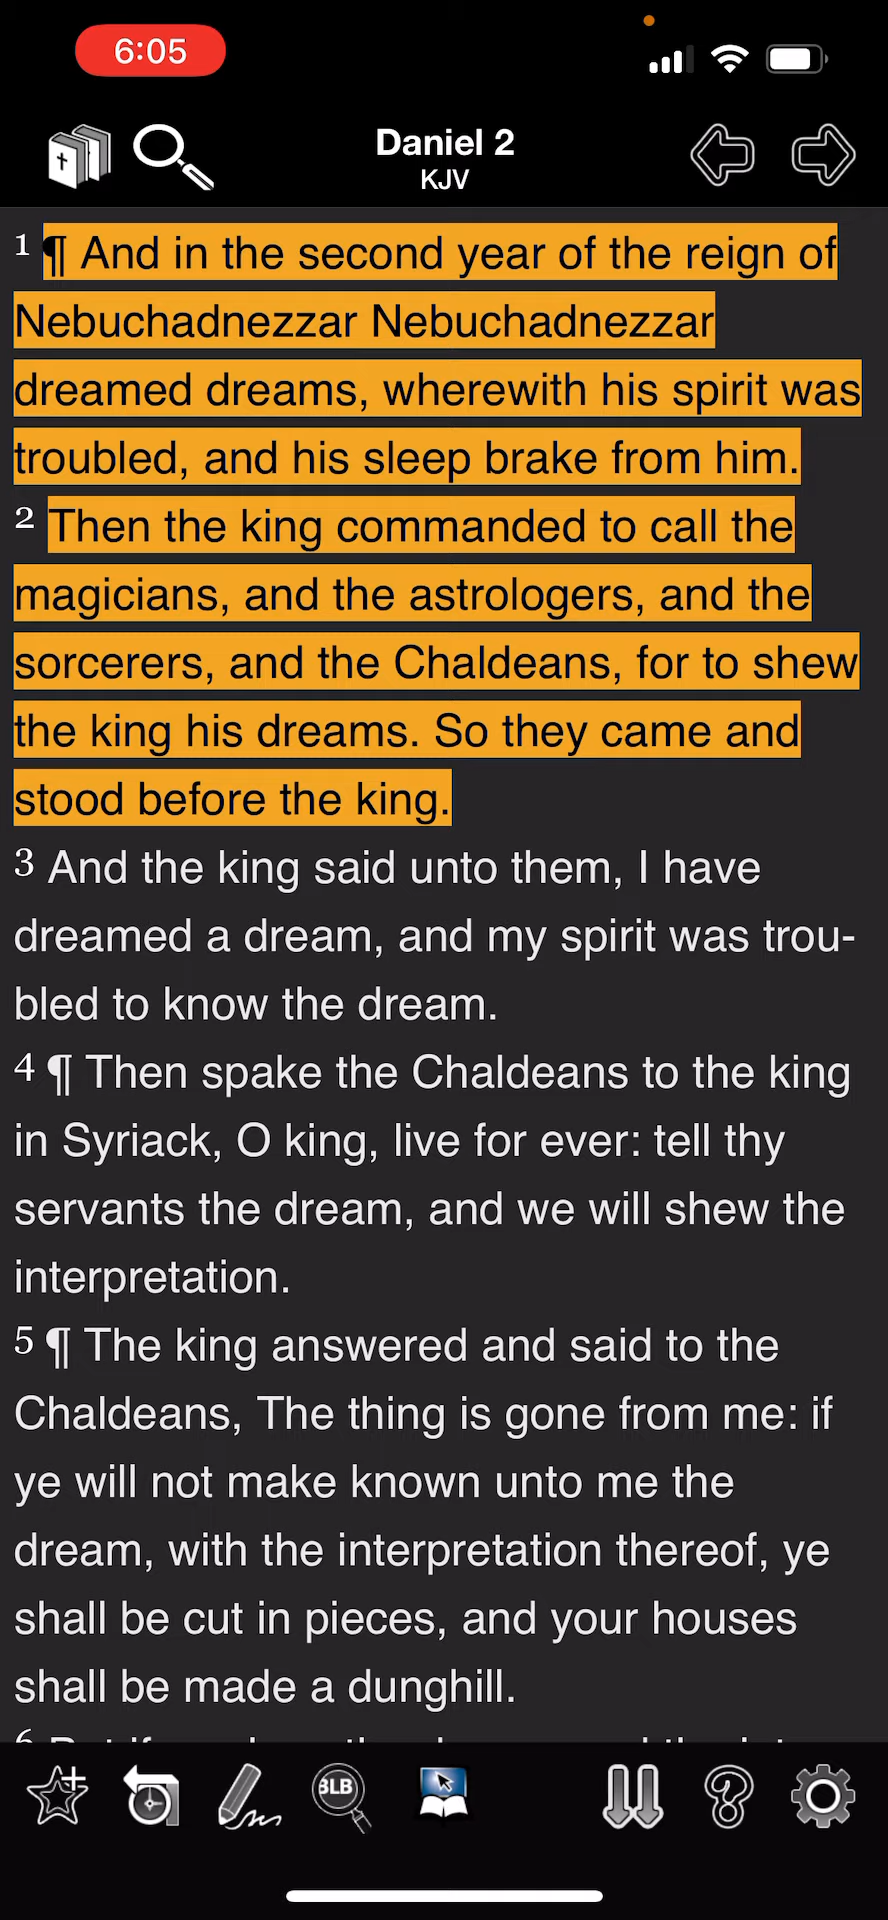 6:05
Daniel 2
KJV
1 ¶ And in the second year of the reign of
Nebuchadnezzar Nebuchadnezzar
dreamed dreams, wherewith his spirit was
troubled, and his sleep brake from him.
2 Then the king commanded to call the
magicians, and the astrologers, and the
sorcerers, and the Chaldeans, for to shew
the king his dreams. So they came and
stood before the king.
3 And the king said unto them, I have
dreamed a dream, and my spirit was trou-
bled to know the dream.
4 ¶ Then spake the Chaldeans to the king
in Syriack, O king, live for ever: tell thy
servants the dream, and we will shew the
interpretation.
5 ¶ The king answered and said to the
Chaldeans, The thing is gone from me: if
ye will not make known unto me the
dream, with the interpretation thereof, ye
shall be cut in pieces, and your houses
shall be made a dunghill.
BLB